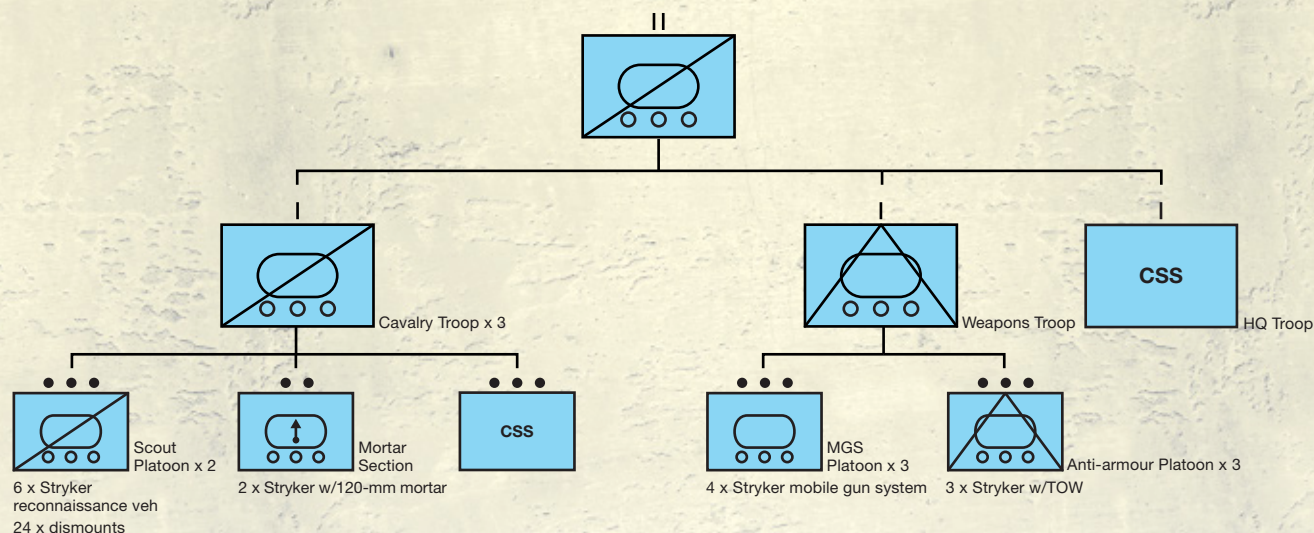 CSS
Cavalry Troop x 3
Weapons Troop
HQ Troop
Scout
Platoon x 2
6 x Stryker
reconnaissance veh
24 x dismounts
Mortar
Section
2 x Stryker w/120-mm mortar
CSS
MGS
Platoon x 3
4 x Stryker mobile gun system
Anti-armour Platoon x 3
3 x Stryker w/TOW